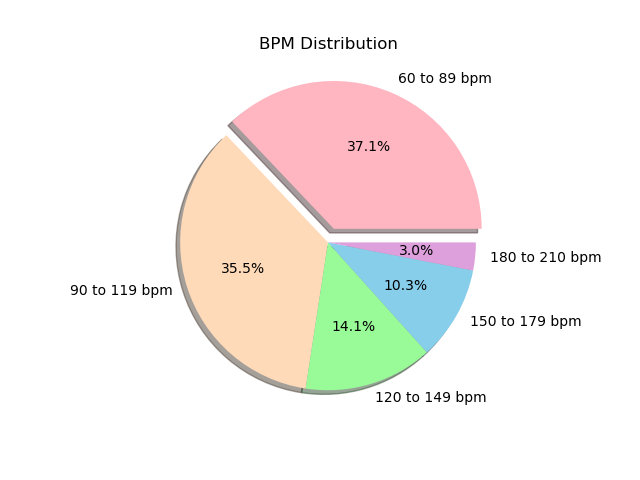 BPM Distribution
60 to 89 bpm
37.1%
90 to 119 bpm
35.5%
120 to 149 bpm
14.1%
150 to 179 bpm
10.3%
180 to 210 bpm
3.0%